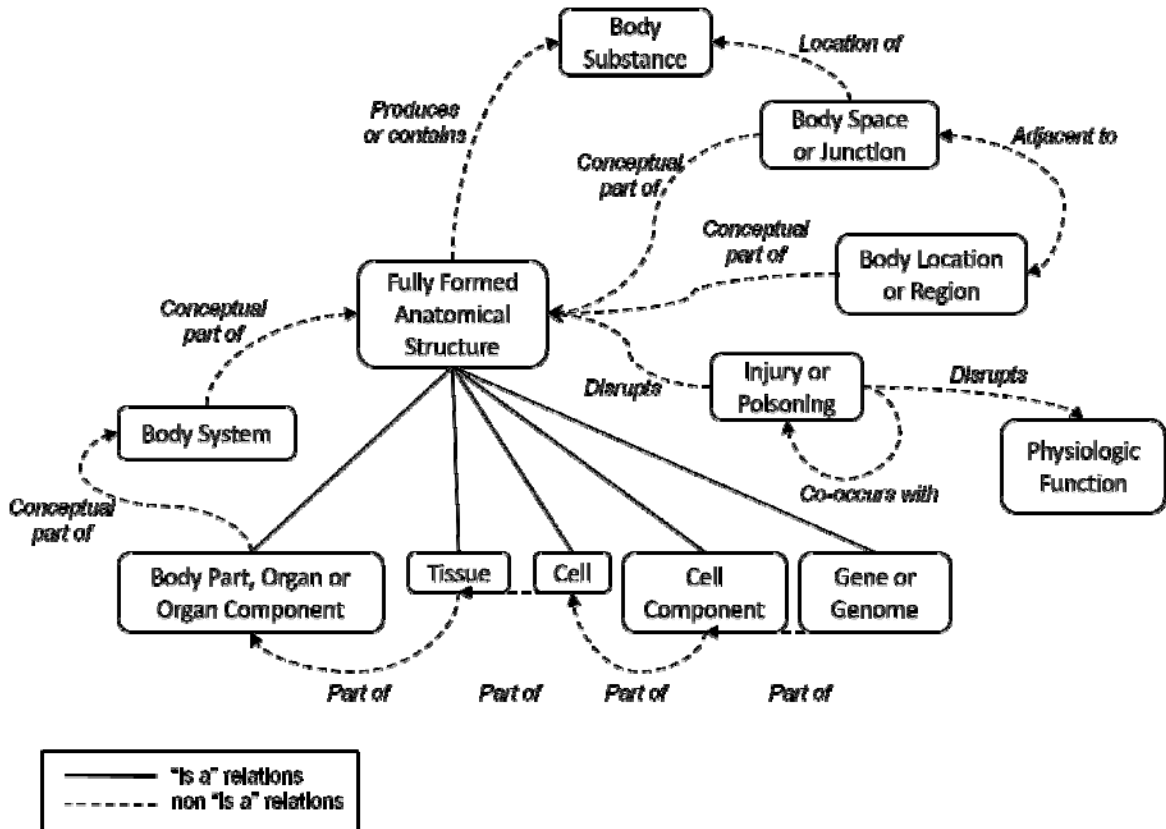 Body
Substance
Location of
Produces
or contains
Body Space
or Junction
Adjacent to
Conceptual
part of
Conceptual
part of
Body Location
or Region
Fully Formed
Anatomical
Structure
Conceptual
part of
Disrupts
Injury or
Poisoning
Disrupts
Body System
Physiologic
Function
Co-occurs with
Conceptual
part of
Body Part, Organ or
Organ Component
Tissue
Cell
Cell
Component
Gene or
Genome
Part of
Part of
Part of
Part of
"Is a" relations
non "Is a" relations